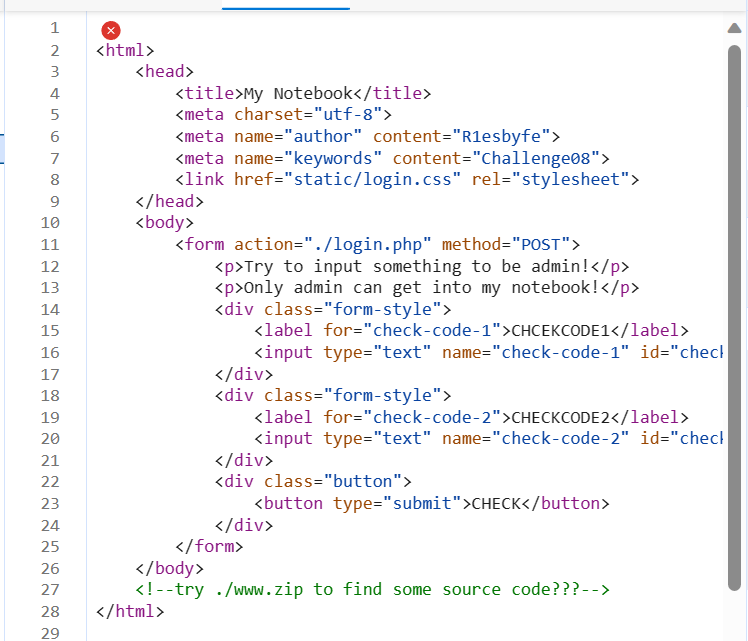 1
2 <html>
3 <head>
4 <title>My Notebook</title>
5 <meta charset="utf-8">
6 <meta name="author" content="R1esbyfe">
7 <meta name="keywords" content="Challenge08">
8 <link href="static/login.css" rel="stylesheet">
9 </head>
10 <body>
11 <form action="./login.php" method="POST">
12 <p>Try to input something to be admin!</p>
13 <p>Only admin can get into my notebook!</p>
14 <div class="form-style">
15 <label for="check-code-1">CHCEKCODE1</label>
16 <input type="text" name="check-code-1" id="check
17 </div>
18 <div class="form-style">
19 <label for="check-code-2">CHECKCODE2</label>
20 <input type="text" name="check-code-2" id="check
21 </div>
22 <div class="button">
23 <button type="submit">CHECK</button>
24 </div>
25 </form>
26 </body>
27 <!--try ./www.zip to find some source code???-->
28 </html>
29